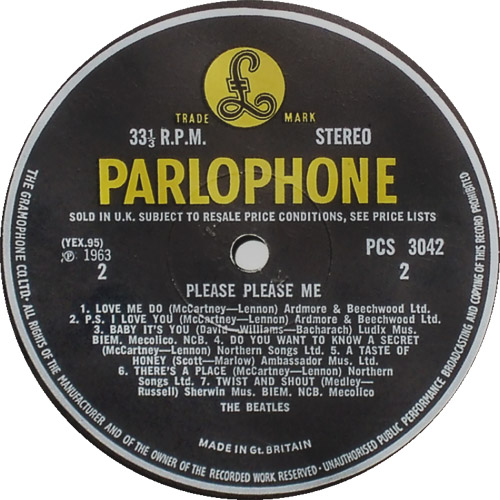 TRADE MARK
33⅓ R.P.M. STEREO
PARLOPHONE
SOLD IN U.K. SUBJECT TO RESALE PRICE CONDITIONS, SEE PRICE LISTS
(YEX.95) PCS 3042
Ⓟ 1963
2 2
PLEASE PLEASE ME
1. LOVE ME DO (McCartney—Lennon) Ardmore & Beechwood Ltd.
2. P.S. I LOVE YOU (McCartney—Lennon) Ardmore & Beechwood Ltd.
3. BABY IT'S YOU (David—Williams—Bacharach) Ludix Mus.
BIEM. Mecolico, NCB. 4. DO YOU WANT TO KNOW A SECRET
(McCartney—Lennon) Northern Songs Ltd. 5. A TASTE OF
HONEY (Scott—Marlow) Ambassador Mus. Ltd.
6. THERE'S A PLACE (McCartney—Lennon) Northern
Songs Ltd. 7. TWIST AND SHOUT (Medley—
Russell) Sherwin Mus. BIEM. NCB. Mecolico
THE BEATLES
MADE IN Gt. BRITAIN
THE GRAMOPHONE CO. LTD. ALL RIGHTS OF THE MANUFACTURER AND OF THE OWNER OF THE RECORDED WORK RESERVED · UNAUTHORISED PUBLIC PERFORMANCE BROADCASTING AND COPYING OF THIS RECORD PROHIBITED